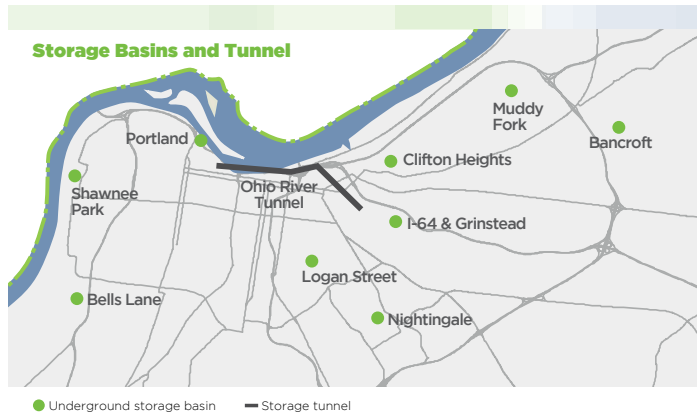 Storage Basins and Tunnel
Muddy
Fork
Bancroft
Portland
Clifton Heights
Shawnee
Park
Ohio River
Tunnel
I-64 & Grinstead
Logan Street
Bells Lane
Nightingale
Underground storage basin
Storage tunnel